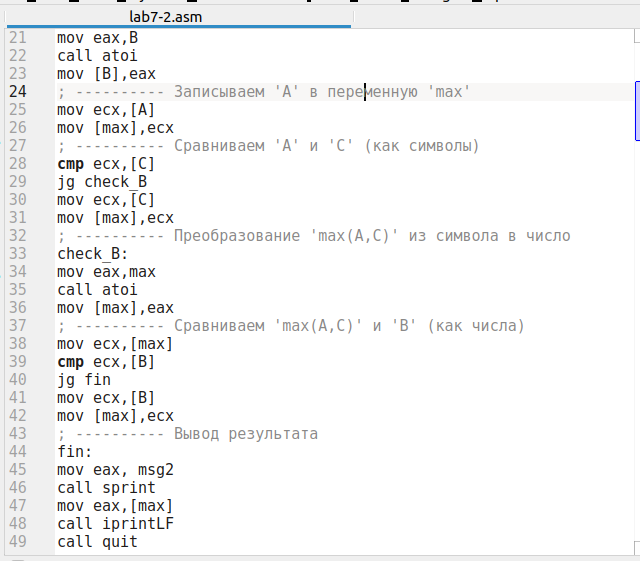 lab7-2.asm
21 mov eax,B
22 call atoi
23 mov [B],eax
24 ; ---------- Записываем 'A' в переменную 'max'
25 mov ecx,[A]
26 mov [max],ecx
27 ; ---------- Сравниваем 'A' и 'С' (как символы)
28 cmp ecx,[C]
29 jg check_B
30 mov ecx,[C]
31 mov [max],ecx
32 ; ---------- Преобразование 'max(A,C)' из символа в число
33 check_B:
34 mov eax,max
35 call atoi
36 mov [max],eax
37 ; ---------- Сравниваем 'max(A,C)' и 'B' (как числа)
38 mov ecx,[max]
39 cmp ecx,[B]
40 jg fin
41 mov ecx,[B]
42 mov [max],ecx
43 ; ---------- Вывод результата
44 fin:
45 mov eax, msg2
46 call sprint
47 mov eax,[max]
48 call iprintLF
49 call quit